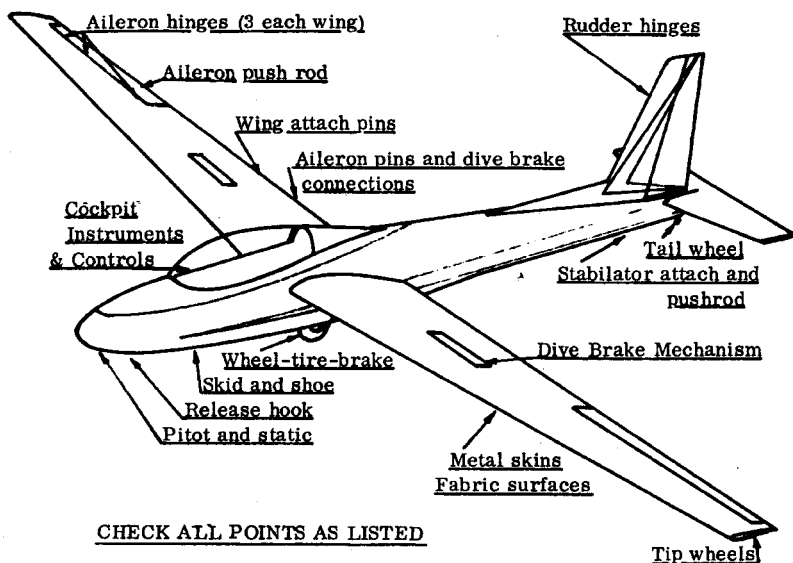 Aileron hinges (3 each wing)
Rudder hinges
Aileron push rod
Wing attach pins
Aileron pins and dive brake
connections
Cockpit
Instruments
& Controls
Tail wheel
Stabilator attach and
pushrod
Wheel-tire-brake
Skid and shoe
Release hook
Pitot and static
Dive Brake Mechanism
Metal skins
Fabric surfaces
CHECK ALL POINTS AS LISTED
Tip wheels